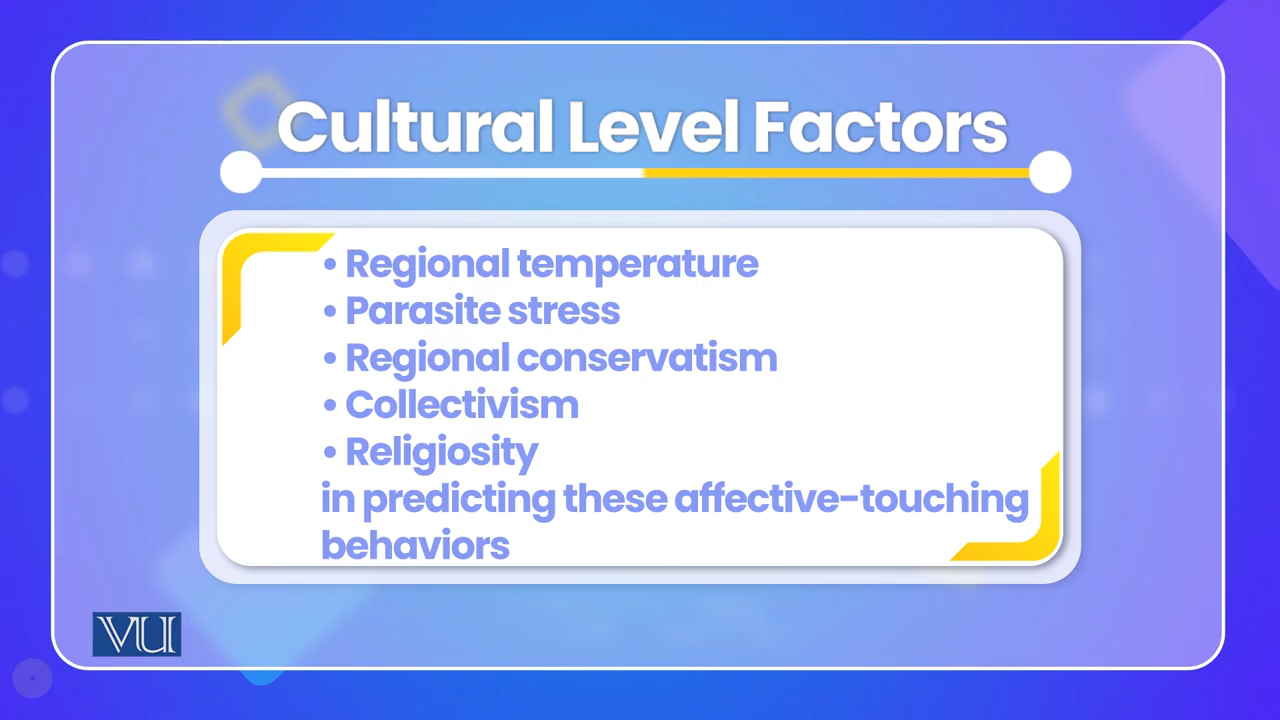 Cultural Level Factors
• Regional temperature
• Parasite stress
• Regional conservatism
• Collectivism
• Religiosity
in predicting these affective-touching
behaviors
VU